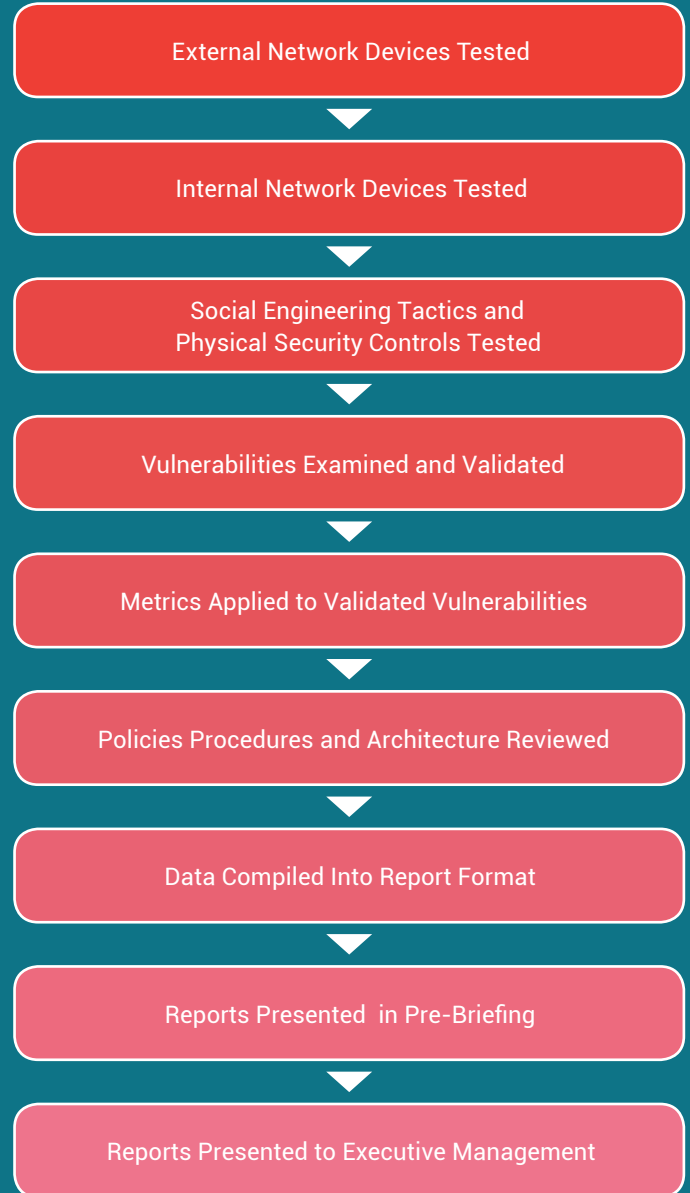 External Network Devices Tested
Internal Network Devices Tested
Social Engineering Tactics and
Physical Security Controls Tested
Vulnerabilities Examined and Validated
Metrics Applied to Validated Vulnerabilities
Policies Procedures and Architecture Reviewed
Data Compiled Into Report Format
Reports Presented  in Pre-Briefing
Reports Presented to Executive Management